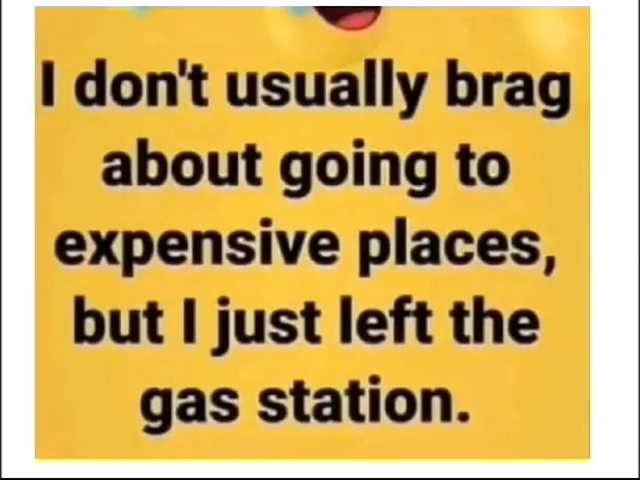 I don't usually brag
about going to
expensive places,
but I just left the
gas station.